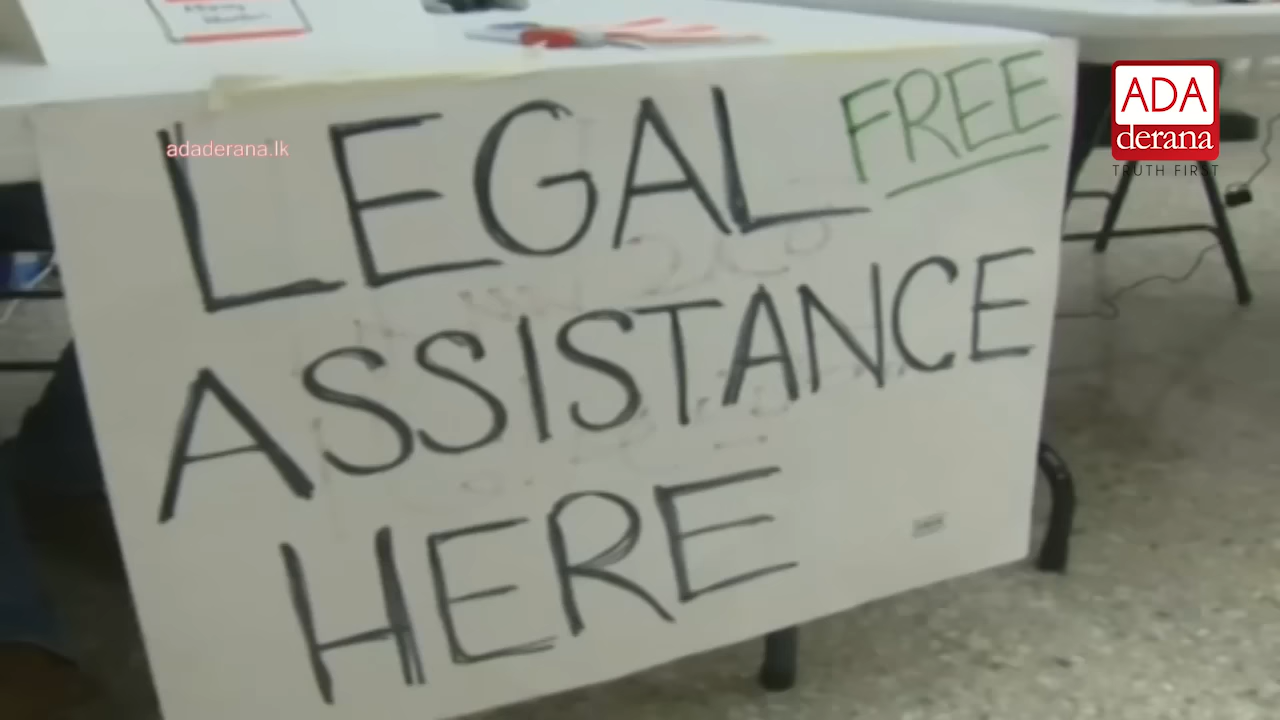 LEGAL FREE
ASSISTANCE
HERE
adaderana.lk
ADA
derana
TRUTH FIRST